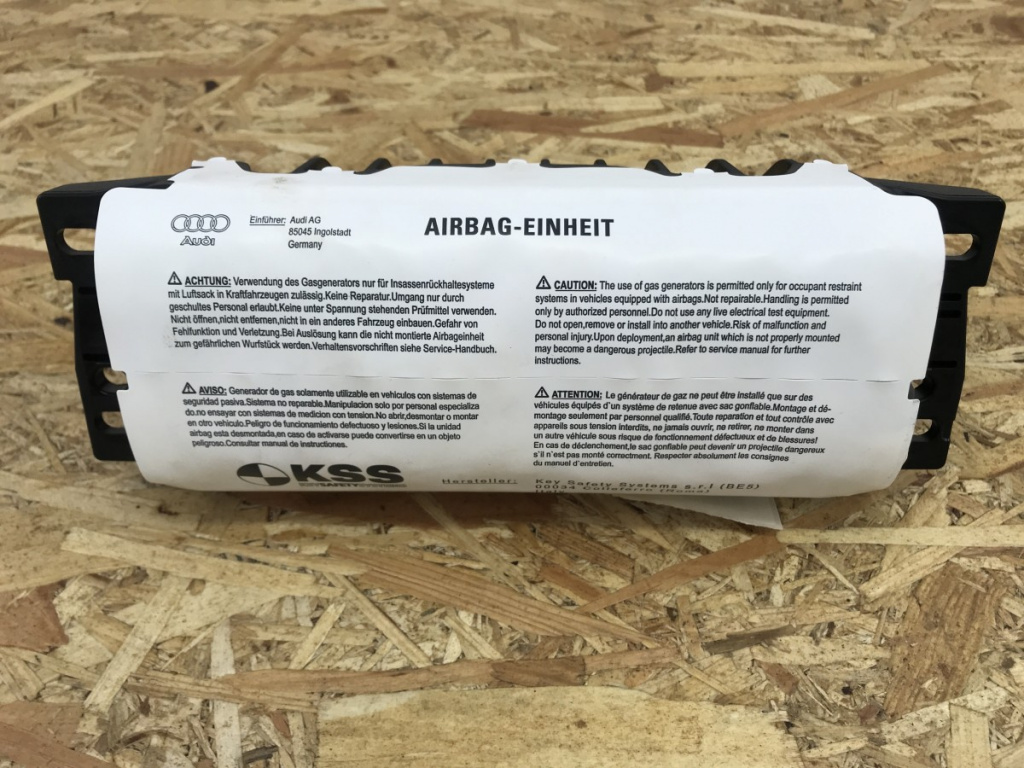 Audi
Einführer: Audi AG
85045 Ingolstadt
Germany
AIRBAG-EINHEIT
ACHTUNG: Verwendung des Gasgenerators nur für Insassenrückhaltesysteme
mit Luftsack in Kraftfahrzeugen zulässig.Keine Reparatur.Umgang nur durch
geschultes Personal erlaubt.Keine unter Spannung stehenden Prüfmittel verwenden.
Nicht öffnen,nicht entfernen,nicht in ein anderes Fahrzeug einbauen.Gefahr von
Fehlfunktion und Verletzung.Bei Auslösung kann die nicht montierte Airbageinheit
zum gefährlichen Wurfstück werden.Verhaltensvorschriften siehe Service-Handbuch.
CAUTION: The use of gas generators is permitted only for occupant restraint
systems in vehicles equipped with airbags.Not repairable.Handling is permitted
only by authorized personnel.Do not use any live electrical test equipment.
Do not open,remove or install into another vehicle.Risk of malfunction and
personal injury.Upon deployment,an airbag unit which is not properly mounted
may become a dangerous projectile.Refer to service manual for further
instructions.
AVISO: Generador de gas solamente utilizable en vehiculos con sistemas de
seguridad pasiva.Sistema no reparable.Manipulacion solo por personal especializa
do.no ensayar con sistemas de medicion con tension.No abrir,desmontar o montar
en otro vehiculo.Peligro de funcionamiento defectuoso y lesiones.Si la unidad
airbag esta desmontada,en caso de activarse puede convertirse en un objeto
peligroso.Consultar manual de instrucciones.
ATTENTION: Le générateur de gaz ne peut être installé que sur des
véhicules équipés d'un système de retenue avec sac gonflable.Montage et dé-
montage seulement par personnel qualifié.Toute reparation et tout contrôle avec
appareils sous tension interdits, ne jamais ouvrir, ne retirer, ne monter dans
un autre véhicule sous risque de fonctionnement défectueux et de blessures!
En cas de déclenchement,le sac gonflable peut devenir un projectile dangereux
s'il n'est pas monté correctement. Respecter absolument les consignes
du manuel d'entretien.
KSS
Hersteller: Key Safety Systems s.r.l (BE5)
00034 Colleferro (Rome)